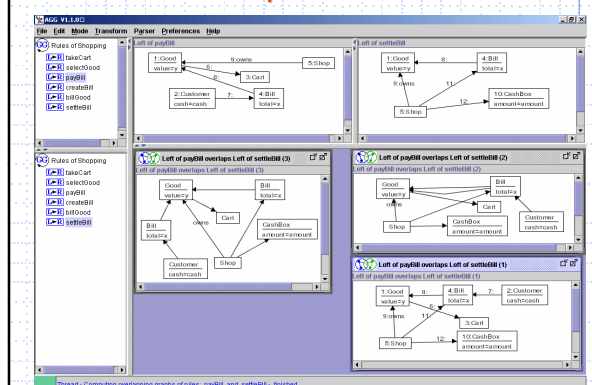 AGG V1.1.0
File Edit Mode Transform Parser Preferences Help
Rules of Shopping
takeCart
selectGood
payBill
createBill
billGood
settleBill
Left of payBill
1:Good
value=y
9:owns
5:Shop
6:
8:
3:Cart
2:Customer
cash=cash
7:
4:Bill
total=x
Left of settleBill
1:Good
value=y
8:
4:Bill
total=x
9:owns
11:
5:Shop
12:
10:CashBox
amount=amount
Rules of Shopping
takeCart
selectGood
payBill
createBill
billGood
settleBill
Left of payBill overlaps Left of settleBill (3)
Left of payBill overlaps Left of settleBill (3)
Good
value=y
Bill
total=x
Cart
owns
Bill
total=x
CashBox
amount=amount
Customer
cash=cash
Shop
Left of payBill overlaps Left of settleBill (2)
Left of payBill overlaps Left of settleBill (2)
Good
value=y
Bill
total=x
owns
Cart
Shop
CashBox
amount=amount
Customer
cash=cash
Left of payBill overlaps Left of settleBill (1)
Left of payBill overlaps Left of settleBill (1)
1:Good
value=y
8:
4:Bill
total=x
7:
2:Customer
cash=cash
6:
9:owns
11:
3:Cart
5:Shop
12:
10:CashBox
amount=amount
Thread - Computing overlapping graphs of rules: payBill and settleBill - finished